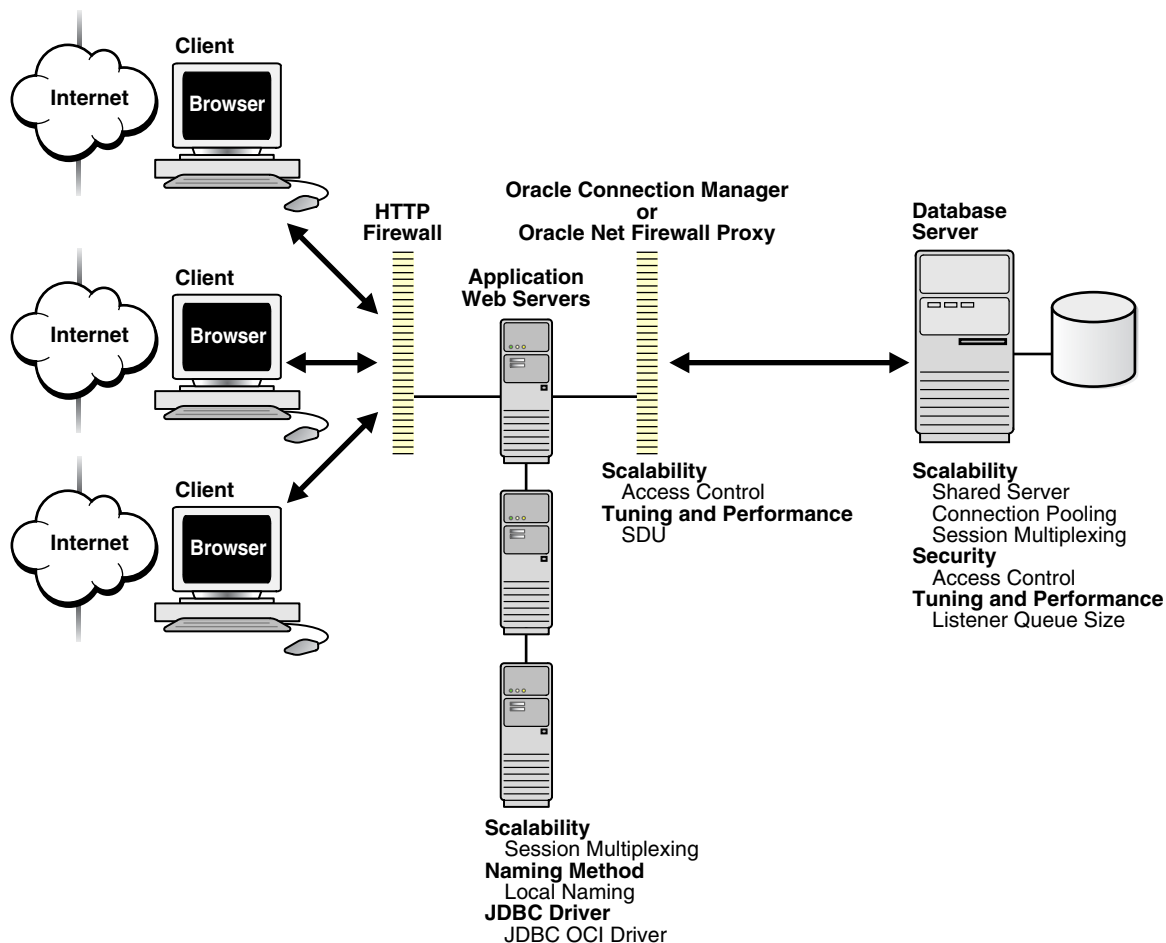 Client
Internet
Browser
Client
Internet
Browser
Client
Internet
Browser
HTTP
Firewall
Application
Web Servers
Scalability
Session Multiplexing
Naming Method
Local Naming
JDBC Driver
JDBC OCI Driver
Oracle Connection Manager
or
Oracle Net Firewall Proxy
Scalability
Access Control
Tuning and Performance
SDU
Database
Server
Scalability
Shared Server
Connection Pooling
Session Multiplexing
Security
Access Control
Tuning and Performance
Listener Queue Size